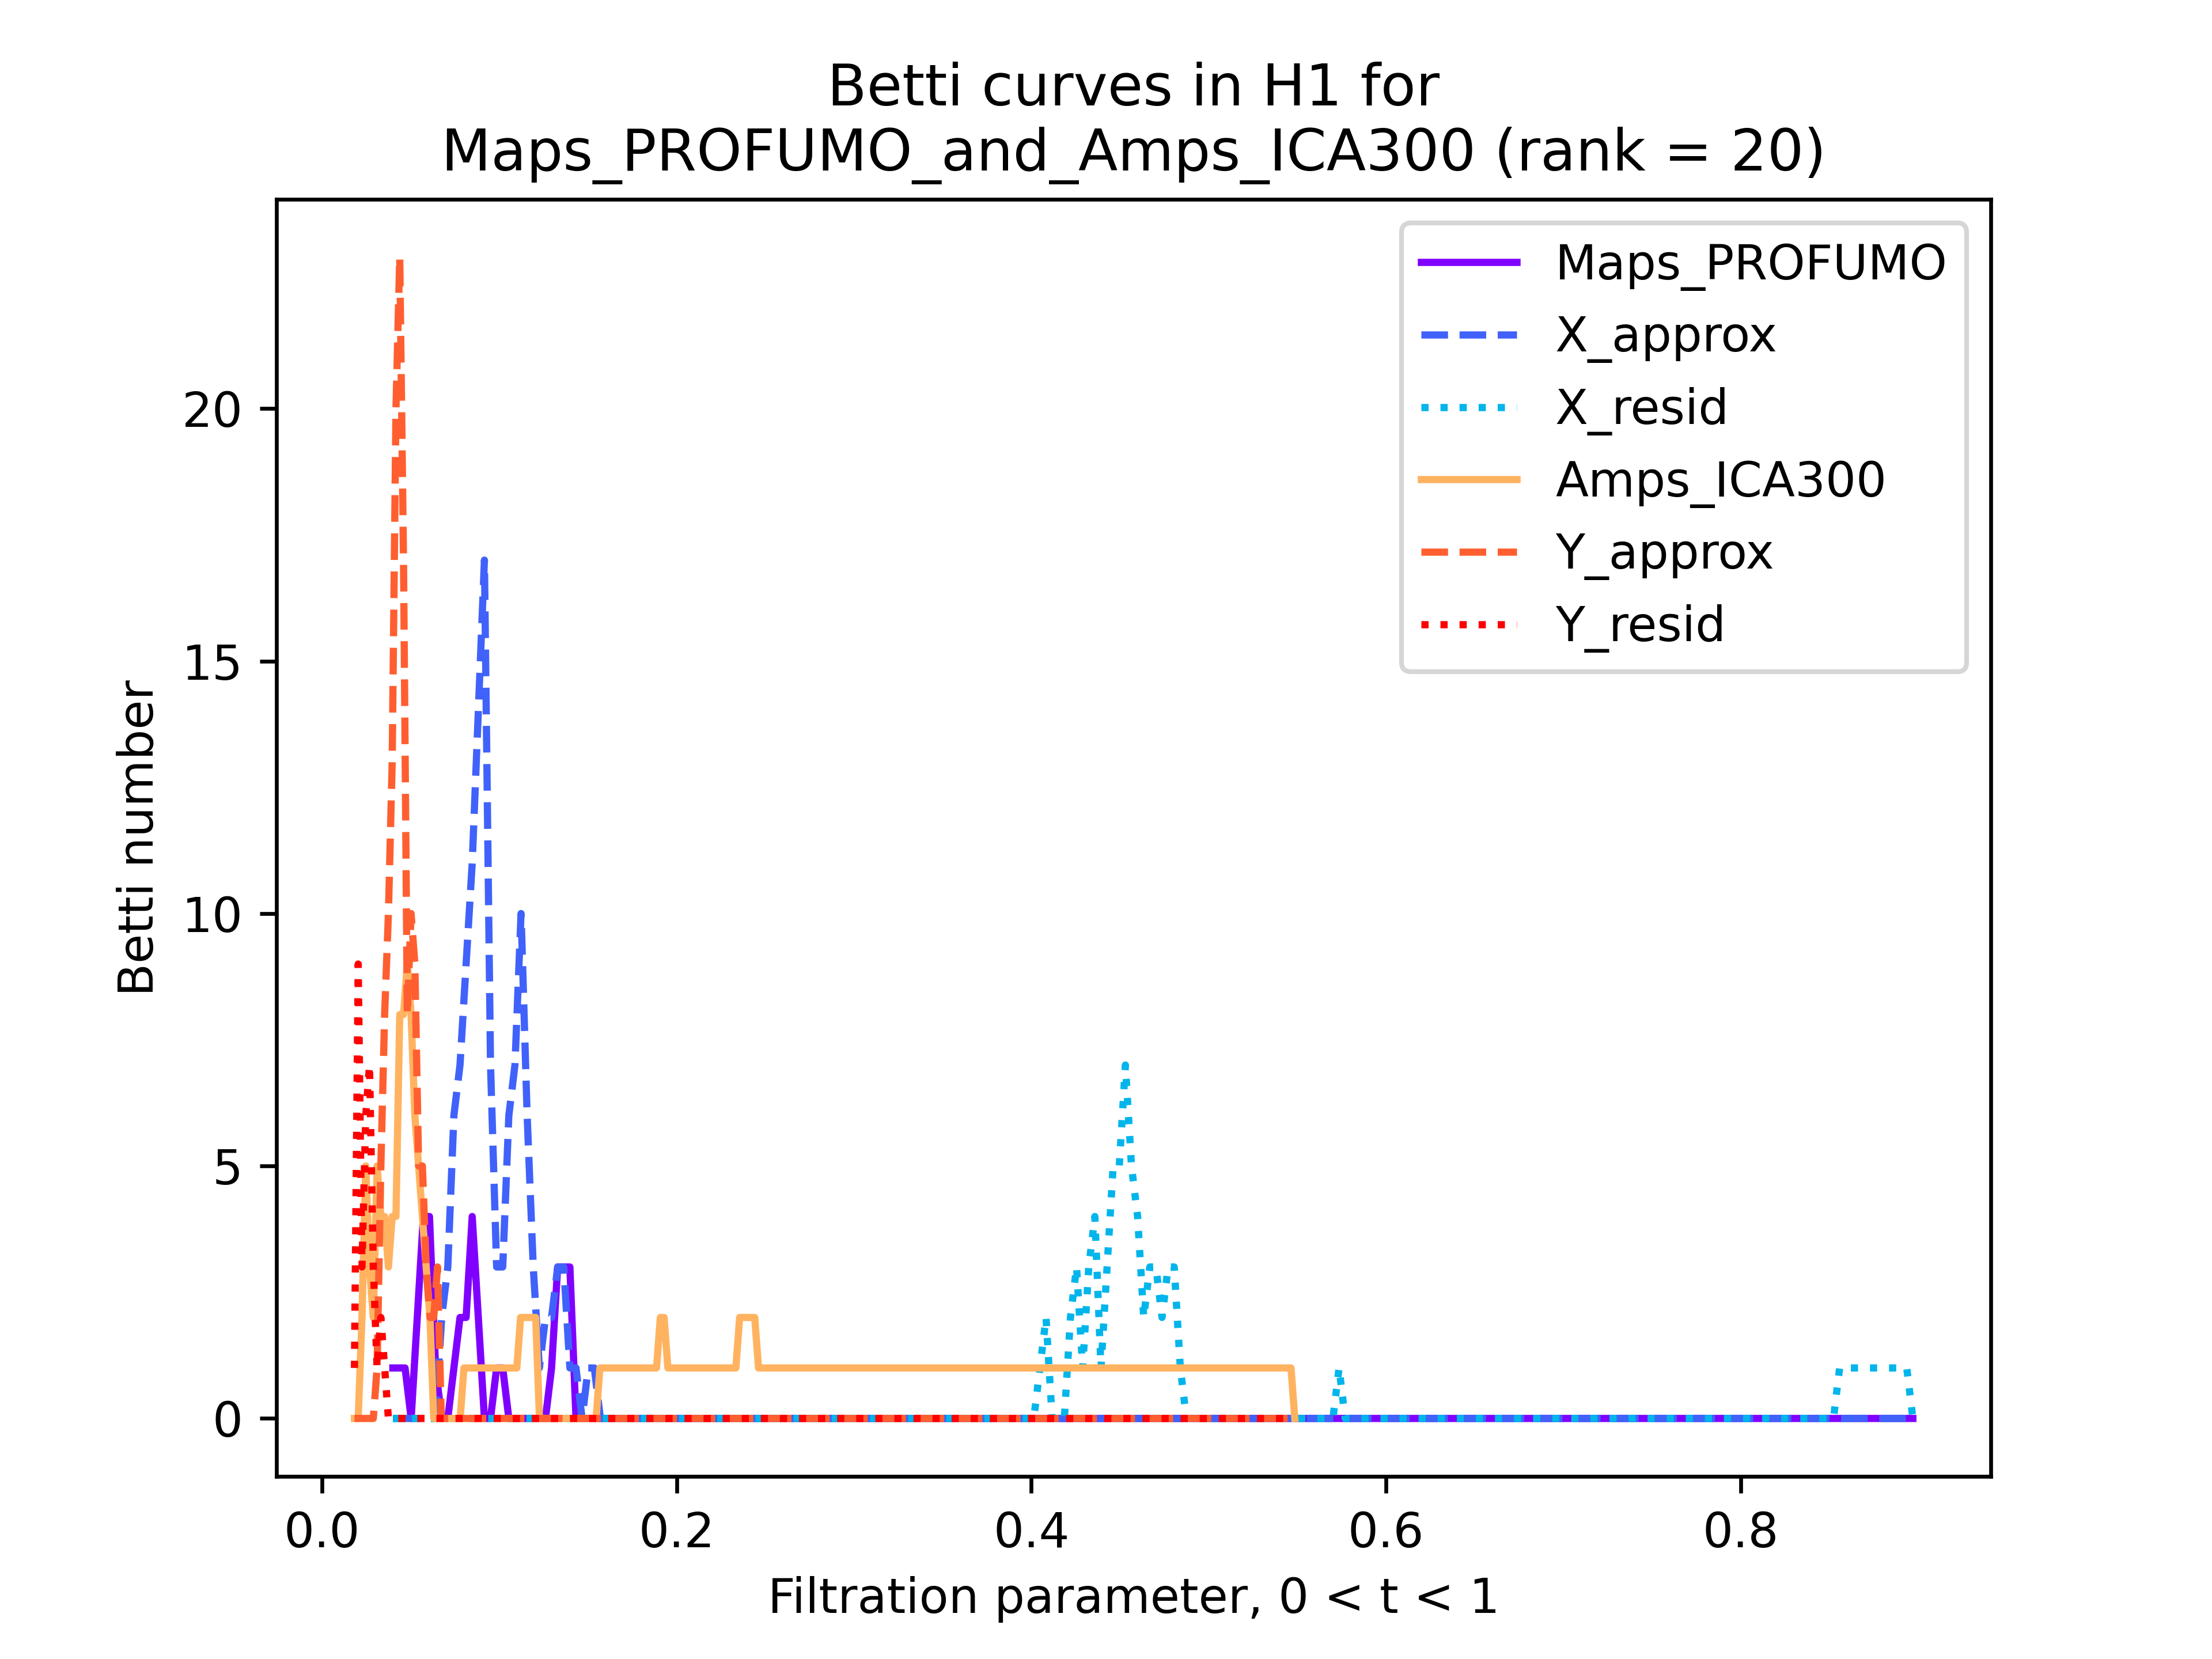 Betti curves in H1 for
Maps_PROFUMO_and_Amps_ICA300 (rank = 20)
Maps_PROFUMO
X_approx
X_resid
Amps_ICA300
Y_approx
Y_resid
Betti number
20
15
10
5
0
0.0 0.2 0.4 0.6 0.8
Filtration parameter, 0 < t < 1